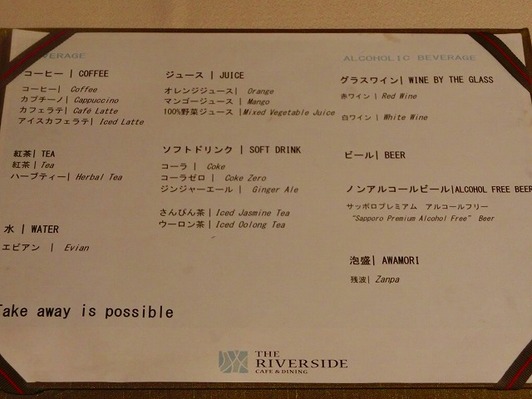 BEVERAGE
コーヒー | COFFEE
コーヒー| Coffee
カプチーノ| Cappuccino
カフェラテ| Café Latte
アイスカフェラテ| Iced Latte
紅茶| TEA
紅茶 | Tea
ハーブティー| Herbal Tea
水 | WATER
エビアン | Evian
Take away is possible
ジュース | JUICE
オレンジジュース| Orange
マンゴージュース | Mango
100%野菜ジュース |Mixed Vegetable Juice
ソフトドリンク | SOFT DRINK
コーラ | Coke
コーラゼロ | Coke Zero
ジンジャーエール | Ginger Ale
さんぴん茶 | Iced Jasmine Tea
ウーロン茶 | Iced Oolong Tea
ALCOHOLIC BEVERAGE
グラスワイン| WINE BY THE GLASS
赤ワイン | Red Wine
白ワイン | White Wine
ビール| BEER
ノンアルコールビール|ALCOHOL FREE BEER
サッポロプレミアム アルコールフリー
"Sapporo Premium Alcohol Free" Beer
泡盛| AWAMORI
残波| Zanpa
THE
RIVERSIDE
CAFE & DINING